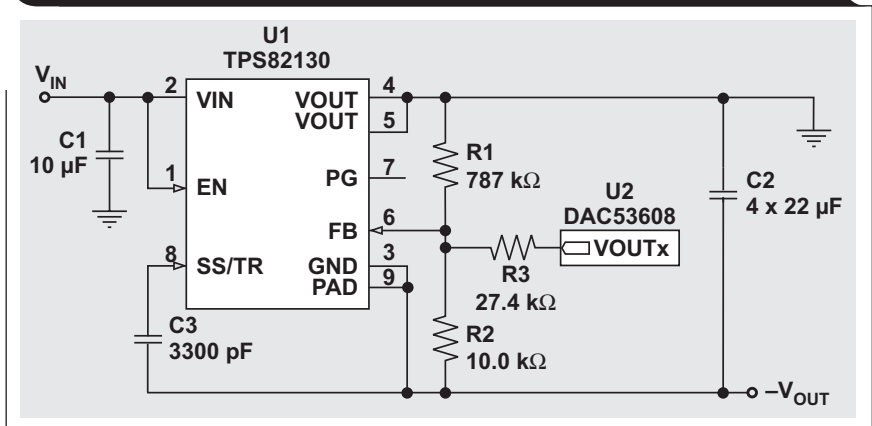 U1
TPS82130
VIN
2
VIN
VOUT
4
VOUT
5
C1
10 µF
1
EN
PG
7
R1
787 kΩ
FB
6
U2
DAC53608
VOUTx
C2
4 x 22 µF
8
SS/TR
GND
3
PAD
9
R3
27.4 kΩ
C3
3300 pF
R2
10.0 kΩ
–VOUT